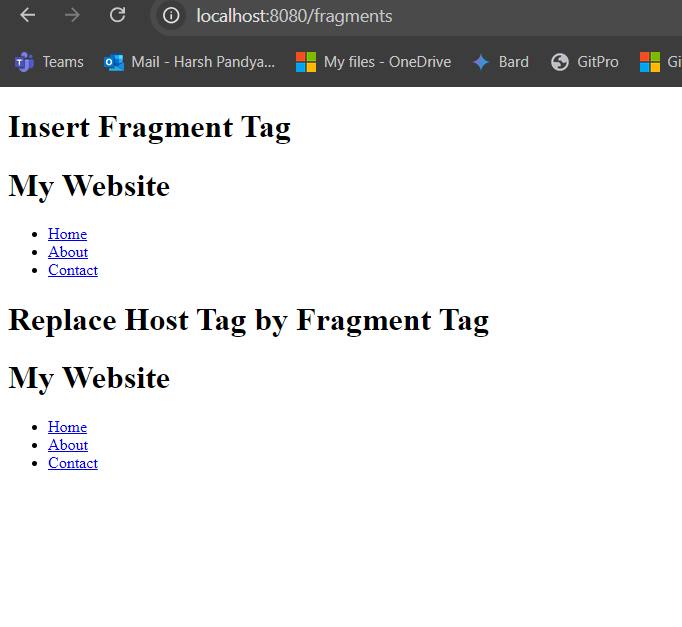 localhost:8080/fragments
Teams Mail - Harsh Pandya... My files - OneDrive Bard GitPro Gi
Insert Fragment Tag
My Website
Home
About
Contact
Replace Host Tag by Fragment Tag
My Website
Home
About
Contact